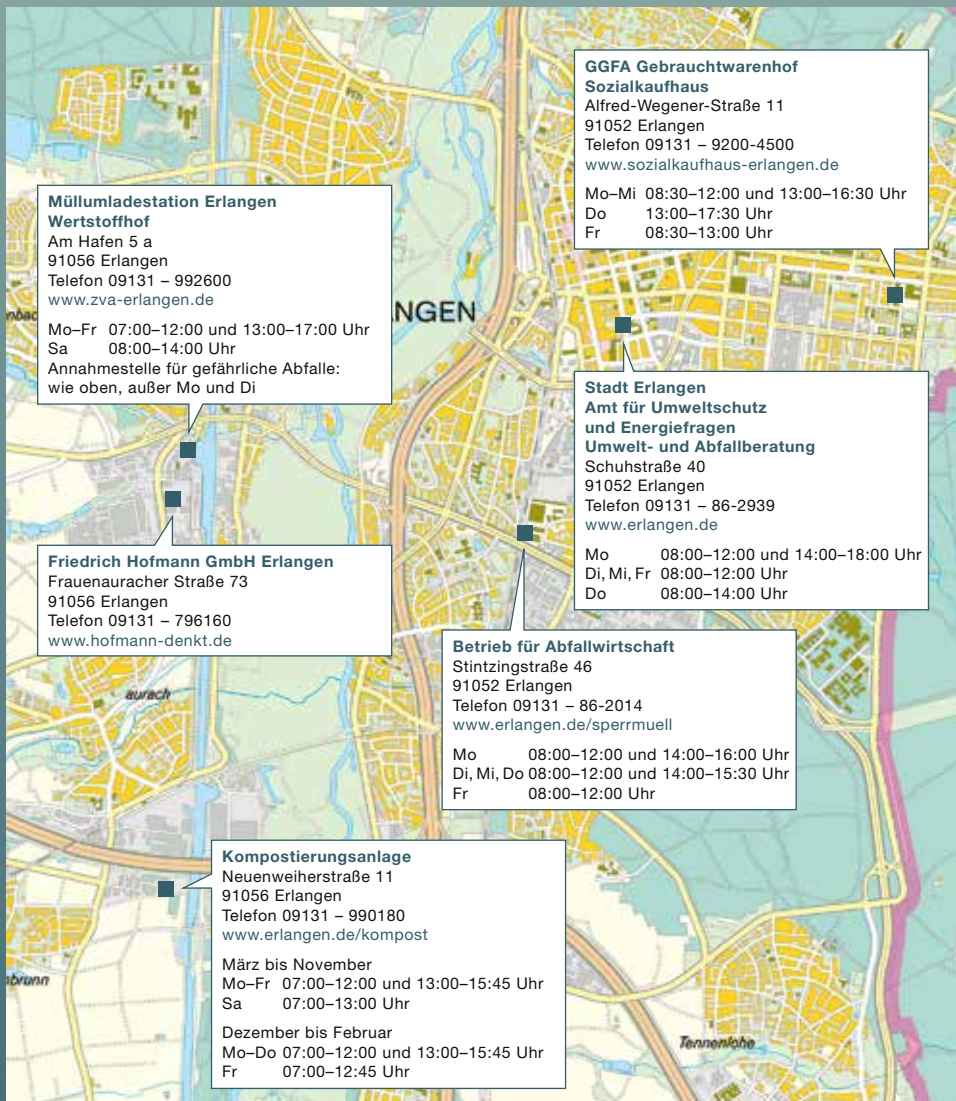 GGFA Gebrauchtwarenhof
Sozialkaufhaus
Alfred-Wegener-Straße 11
91052 Erlangen
Telefon 09131 – 9200-4500
www.sozialkaufhaus-erlangen.de
Mo–Mi 08:30–12:00 und 13:00–16:30 Uhr
Do 13:00–17:30 Uhr
Fr 08:30–13:00 Uhr
Müllumladestation Erlangen
Wertstoffhof
Am Hafen 5 a
91056 Erlangen
Telefon 09131 – 992600
www.zva-erlangen.de
Mo–Fr 07:00–12:00 und 13:00–17:00 Uhr
Sa 08:00–14:00 Uhr
Annahmestelle für gefährliche Abfalle:
wie oben, außer Mo und Di
NGEN
Stadt Erlangen
Amt für Umweltschutz
und Energiefragen
Umwelt- und Abfallberatung
Schuhstraße 40
91052 Erlangen
Telefon 09131 – 86-2939
www.erlangen.de
Mo 08:00–12:00 und 14:00–18:00 Uhr
Di, Mi, Fr 08:00–12:00 Uhr
Do 08:00–14:00 Uhr
Friedrich Hofmann GmbH Erlangen
Frauenauracher Straße 73
91056 Erlangen
Telefon 09131 – 796160
www.hofmann-denkt.de
Betrieb für Abfallwirtschaft
Stintzingstraße 46
91052 Erlangen
Telefon 09131 – 86-2014
www.erlangen.de/sperrmuell
Mo 08:00–12:00 und 14:00–16:00 Uhr
Di, Mi, Do 08:00–12:00 und 14:00–15:30 Uhr
Fr 08:00–12:00 Uhr
aurach
Kompostierungsanlage
Neuenweiherstraße 11
91056 Erlangen
Telefon 09131 – 990180
www.erlangen.de/kompost
März bis November
Mo–Fr 07:00–12:00 und 13:00–15:45 Uhr
Sa 07:00–13:00 Uhr
Dezember bis Februar
Mo–Do 07:00–12:00 und 13:00–15:45 Uhr
Fr 07:00–12:45 Uhr
brunn
Tennenlohe